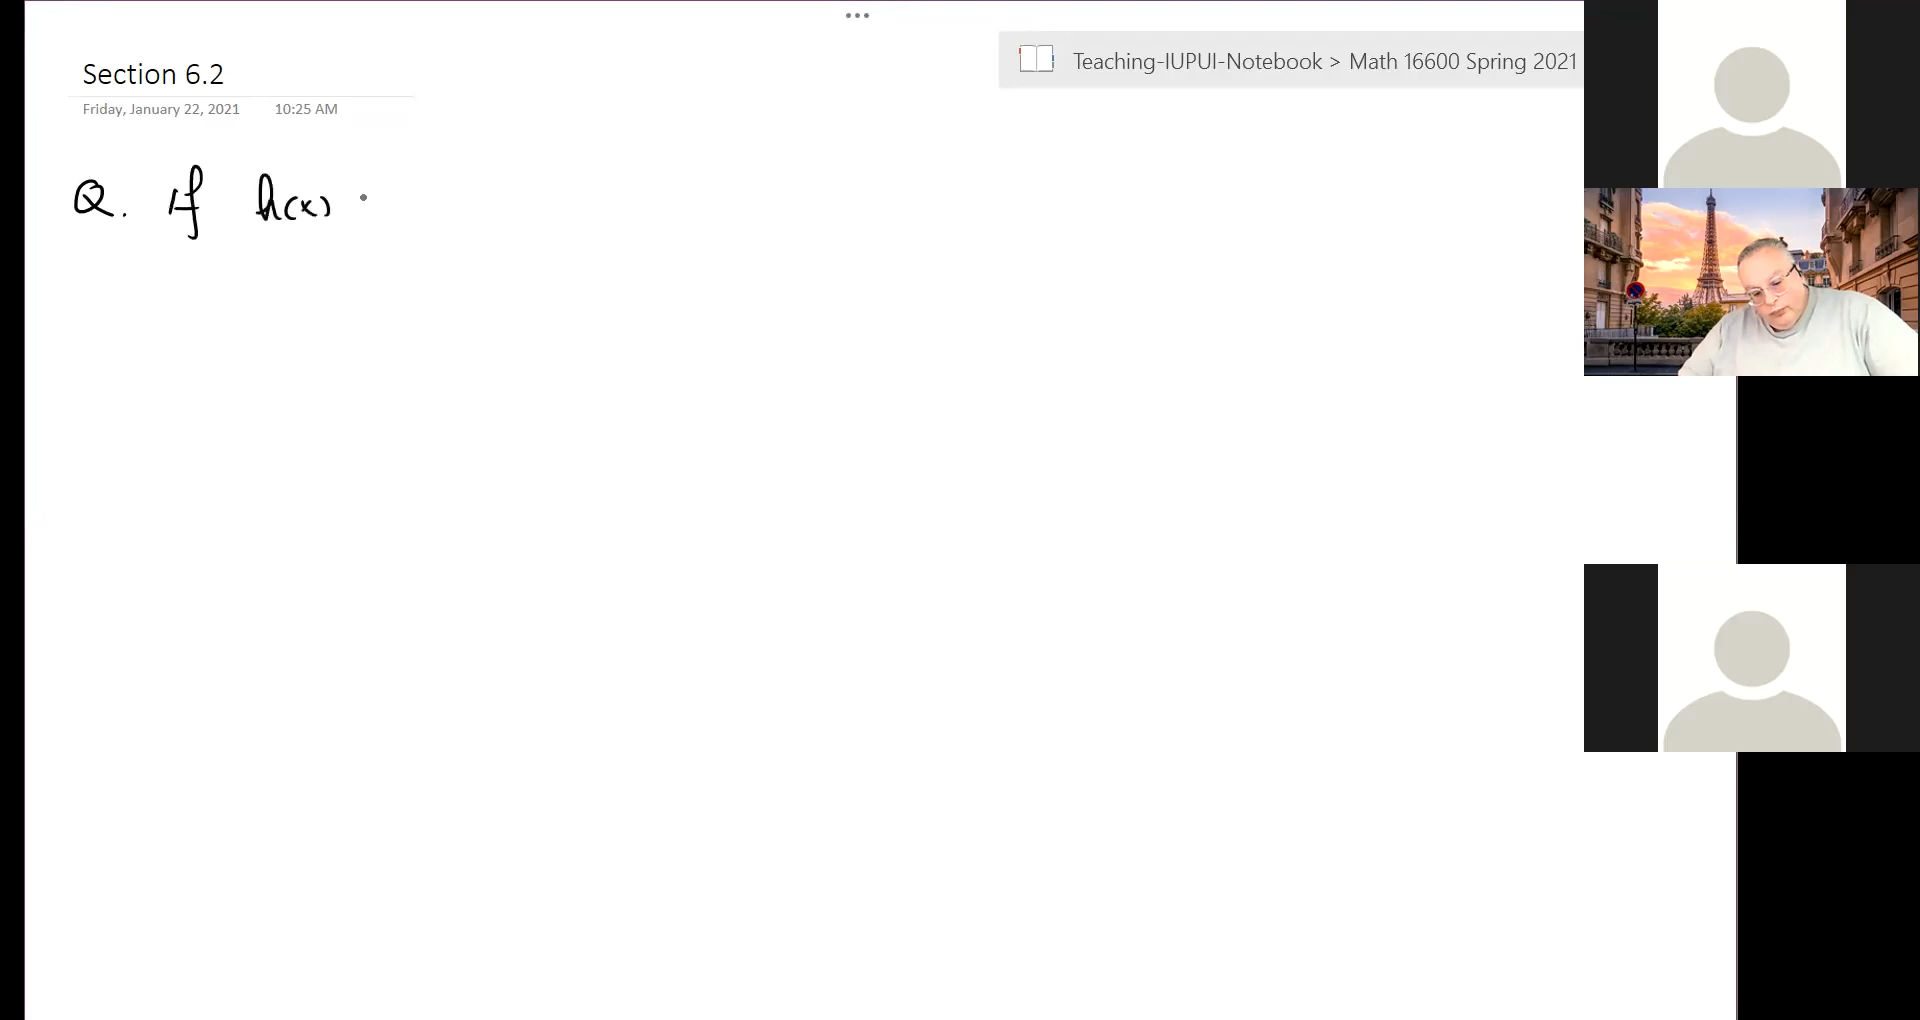 Section 6.2
Teaching-IUPUI-Notebook > Math 16600 Spring 2021
Friday, January 22, 2021 10:25 AM
Q. If h(x)